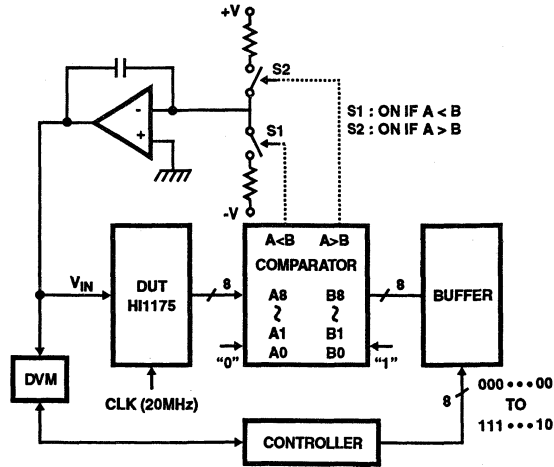 +V
S2
S1 : ON IF A < B
S2 : ON IF A > B
-
+
S1
-V
A<B A>B
COMPARATOR
VIN
DUT
HI1175
8
8
BUFFER
A8 B8
A1 B1
A0 B0
"0"
"1"
DVM
CLK (20MHz)
8
000•••00
TO
111•••10
CONTROLLER